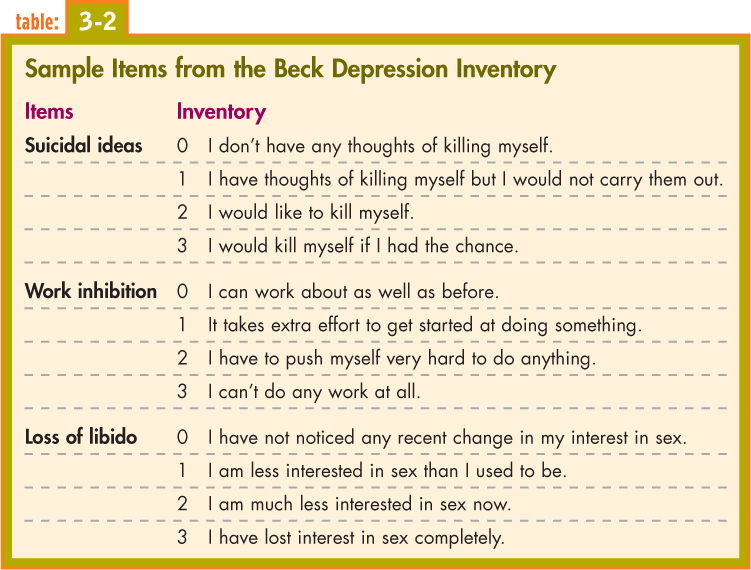 table: 3-2
Sample Items from the Beck Depression Inventory
Items Inventory
Suicidal ideas 0 I don't have any thoughts of killing myself.
1 I have thoughts of killing myself but I would not carry them out.
2 I would like to kill myself.
3 I would kill myself if I had the chance.
Work inhibition 0 I can work about as well as before.
1 It takes extra effort to get started at doing something.
2 I have to push myself very hard to do anything.
3 I can't do any work at all.
Loss of libido 0 I have not noticed any recent change in my interest in sex.
1 I am less interested in sex than I used to be.
2 I am much less interested in sex now.
3 I have lost interest in sex completely.